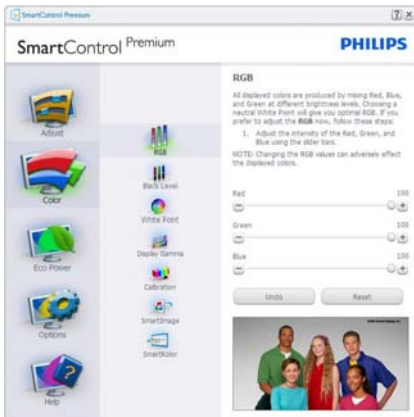 SmartControl Premium
SmartControl Premium
PHILIPS
Adjust
Color
Eco Power
Options
Help
RGB
Black Level
White Point
Display Gamma
Calibration
SmartImage
SmartKolor
RGB
All displayed colors are produced by mixing Red, Blue,
and Green at different brightness levels. Choosing a
neutral White Point will give you optimal RGB. If you
prefer to adjust the RGB now, follow these steps:
1. Adjust the intensity of the Red, Green, and
Blue using the slider bars.
NOTE: Changing the RGB values can adversely effect
the displayed colors.
Red 100
Green 100
Blue 100
Undo Reset